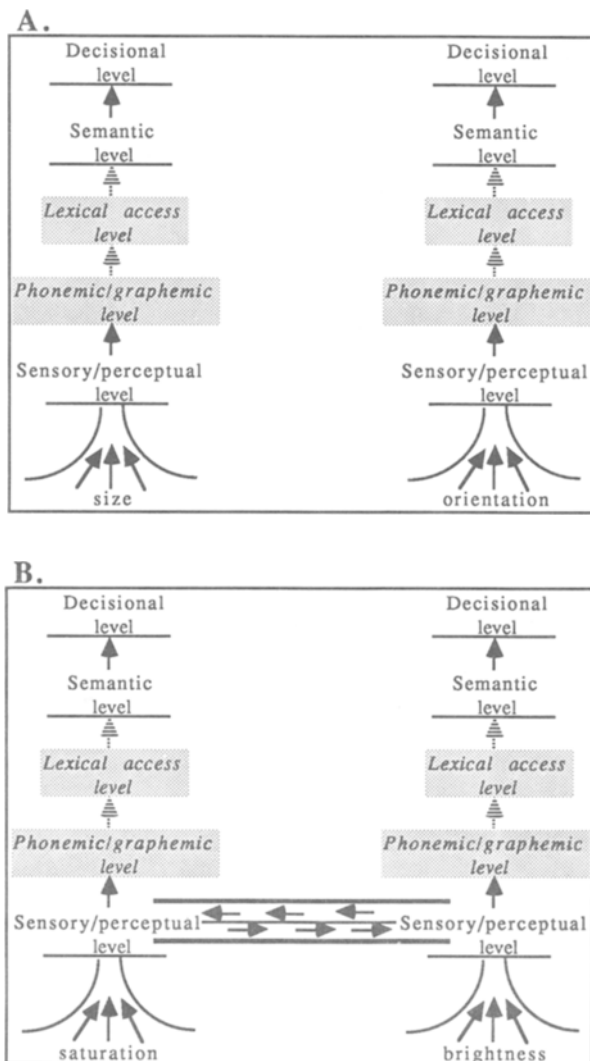 A.
Decisional
level
Semantic
level
Lexical access
level
Phonemic/graphemic
level
Sensory/perceptual
level
size
Decisional
level
Semantic
level
Lexical access
level
Phonemic/graphemic
level
Sensory/perceptual
level
orientation
B.
Decisional
level
Semantic
level
Lexical access
level
Phonemic/graphemic
level
Sensory/perceptual
level
saturation
Decisional
level
Semantic
level
Lexical access
level
Phonemic/graphemic
level
Sensory/perceptual
level
brightness